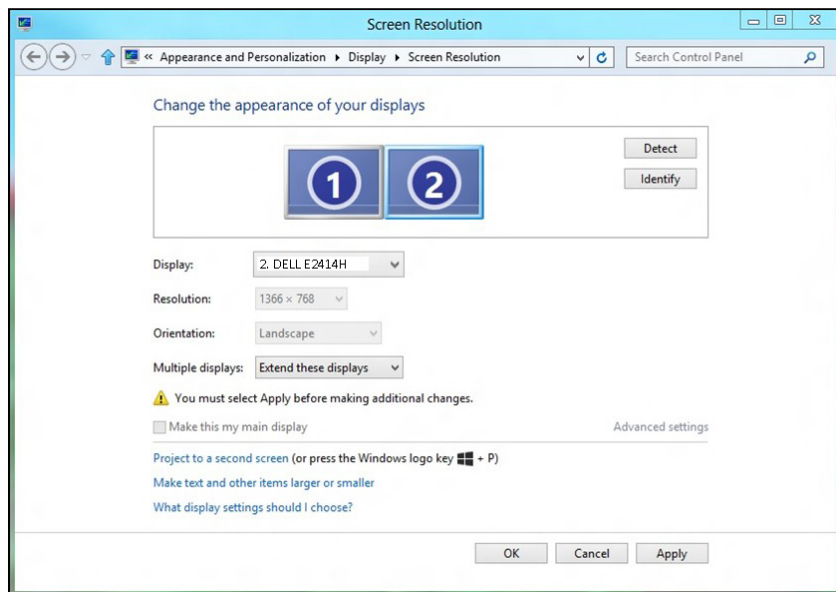 Screen Resolution
« Appearance and Personalization ▸ Display ▸ Screen Resolution
Search Control Panel
Change the appearance of your displays
1 2
Detect
Identify
Display: 2. DELL E2414H
Resolution: 1366 × 768
Orientation: Landscape
Multiple displays: Extend these displays
You must select Apply before making additional changes.
Make this my main display Advanced settings
Project to a second screen (or press the Windows logo key + P)
Make text and other items larger or smaller
What display settings should I choose?
OK Cancel Apply